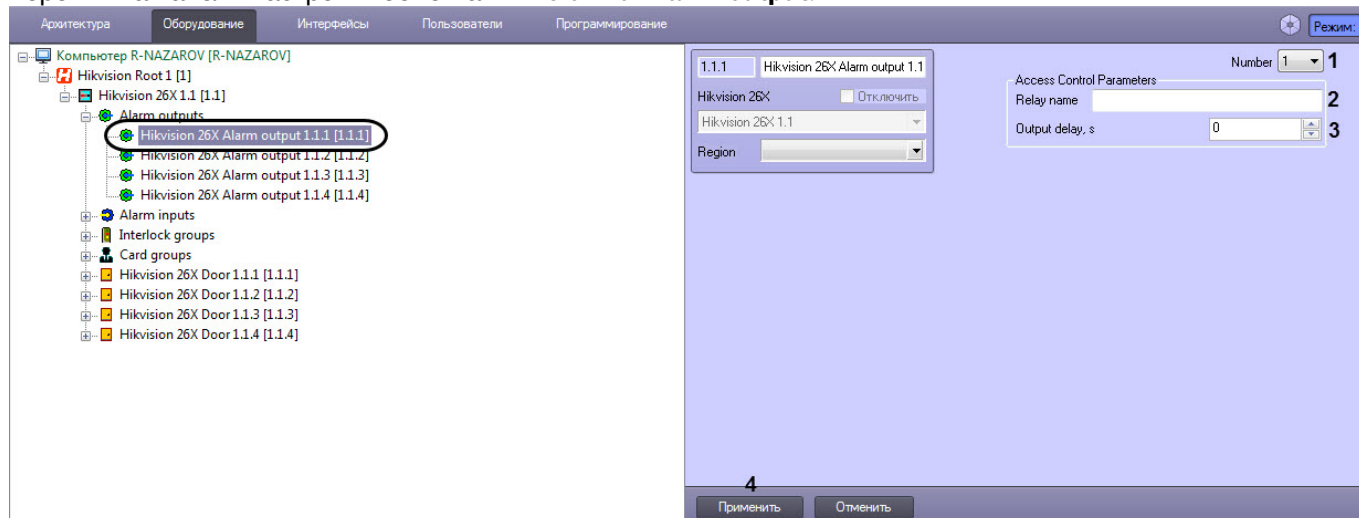 Архитектура Оборудование Интерфейсы Пользователи Программирование Режим:
Компьютер R-NAZAROV [R-NAZAROV]
Hikvision Root 1 [1]
Hikvision 26X 1.1 [1.1]
Alarm outputs
Hikvision 26X Alarm output 1.1.1 [1.1.1]
Hikvision 26X Alarm output 1.1.2 [1.1.2]
Hikvision 26X Alarm output 1.1.3 [1.1.3]
Hikvision 26X Alarm output 1.1.4 [1.1.4]
Alarm inputs
Interlock groups
Card groups
Hikvision 26X Door 1.1.1 [1.1.1]
Hikvision 26X Door 1.1.2 [1.1.2]
Hikvision 26X Door 1.1.3 [1.1.3]
Hikvision 26X Door 1.1.4 [1.1.4]
1.1.1 Hikvision 26X Alarm output 1.1
Hikvision 26X Отключить
Hikvision 26X 1.1
Region
Number 1 1
Access Control Parameters
Relay name 2
Output delay, s 0 3
4
Применить Отменить